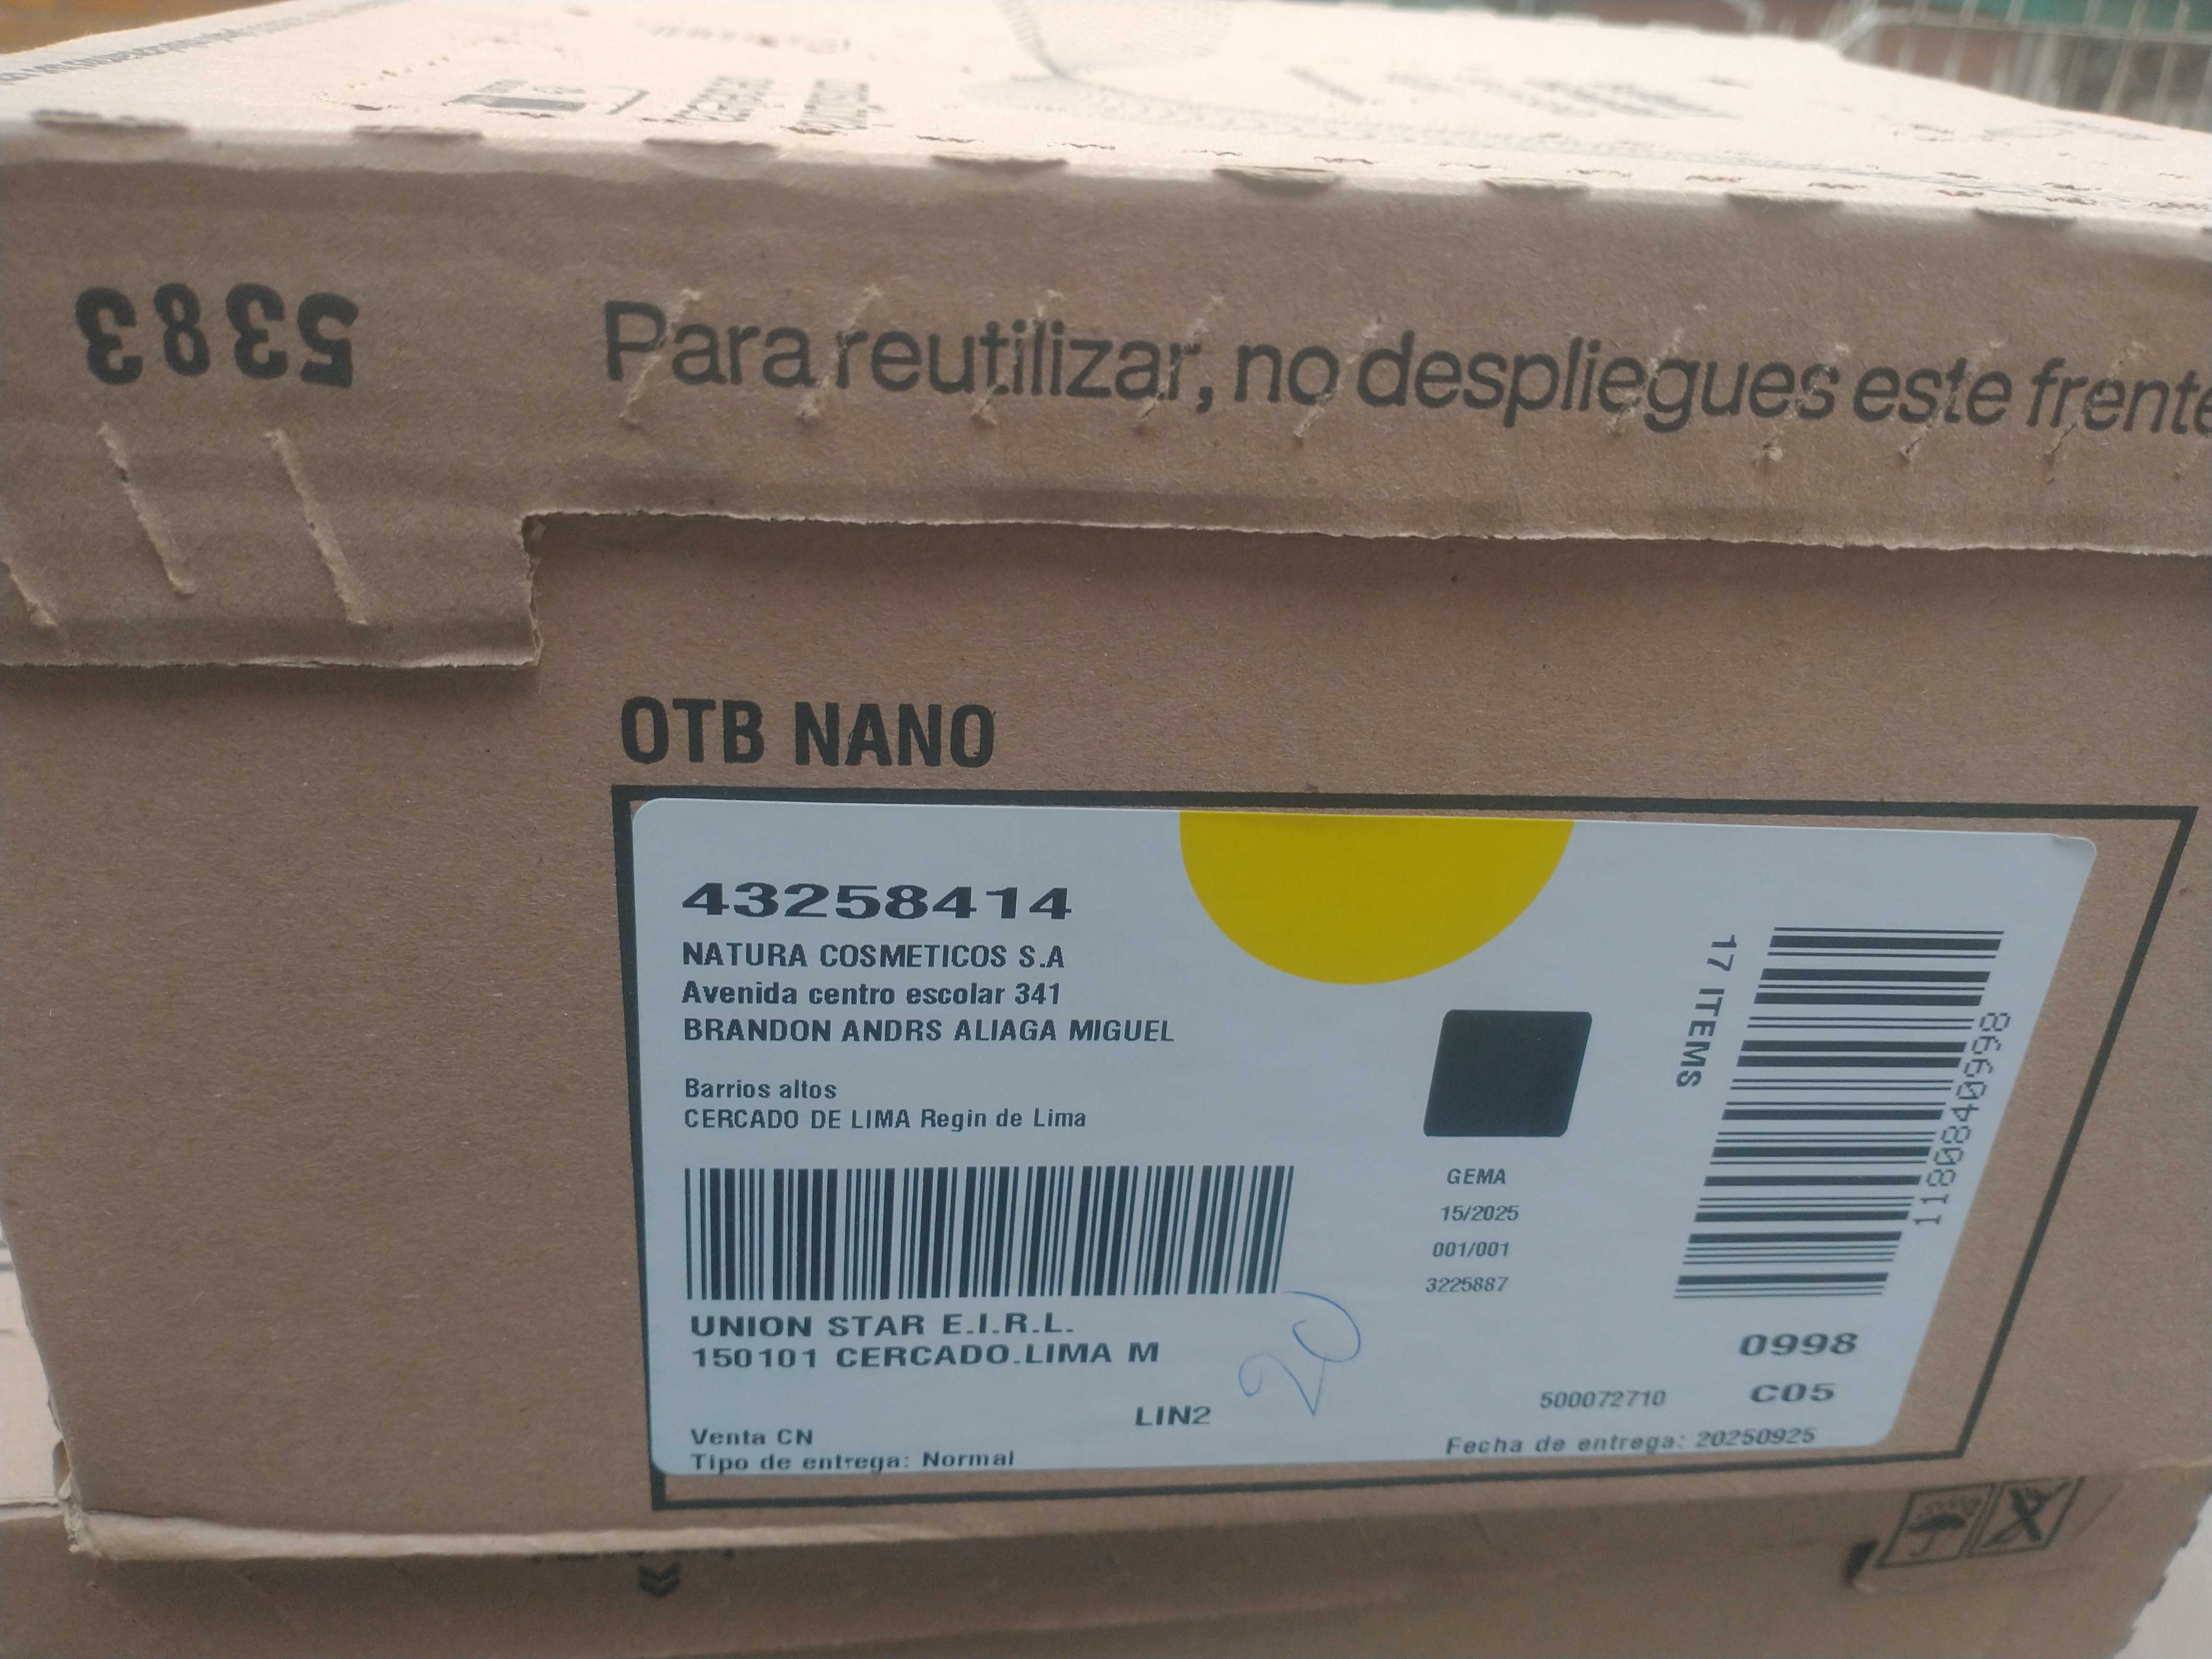 5383
Para reutilizar, no despliegues este frente
OTB NANO
43258414
NATURA COSMETICOS S.A
Avenida centro escolar 341
BRANDON ANDRS ALIAGA MIGUEL
Barrios altos
CERCADO DE LIMA Regin de Lima
17 ITEMS
118084960998
GEMA
15/2025
001/001
3225887
UNION STAR E.I.R.L.
150101 CERCADO.LIMA M
20
0998
LIN2
500072710
C05
Venta CN
Tipo de entrega: Normal
Fecha de entrega: 20250925